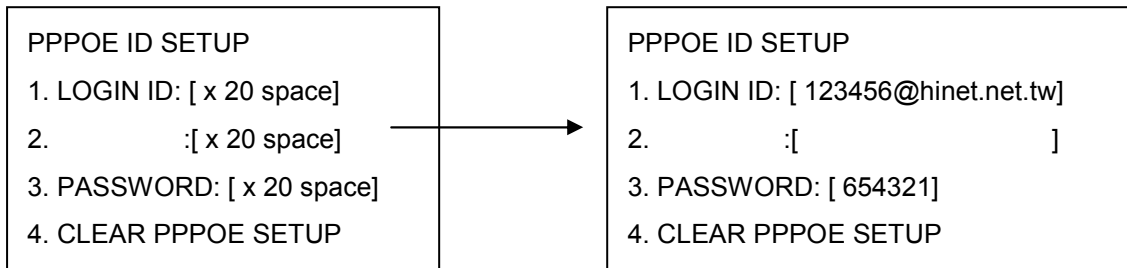 PPPOE ID SETUP
1. LOGIN ID: [ x 20 space]
2. :[ x 20 space]
3. PASSWORD: [ x 20 space]
4. CLEAR PPPOE SETUP
PPPOE ID SETUP
1. LOGIN ID: [ 123456@hinet.net.tw]
2. :[ ]
3. PASSWORD: [ 654321]
4. CLEAR PPPOE SETUP